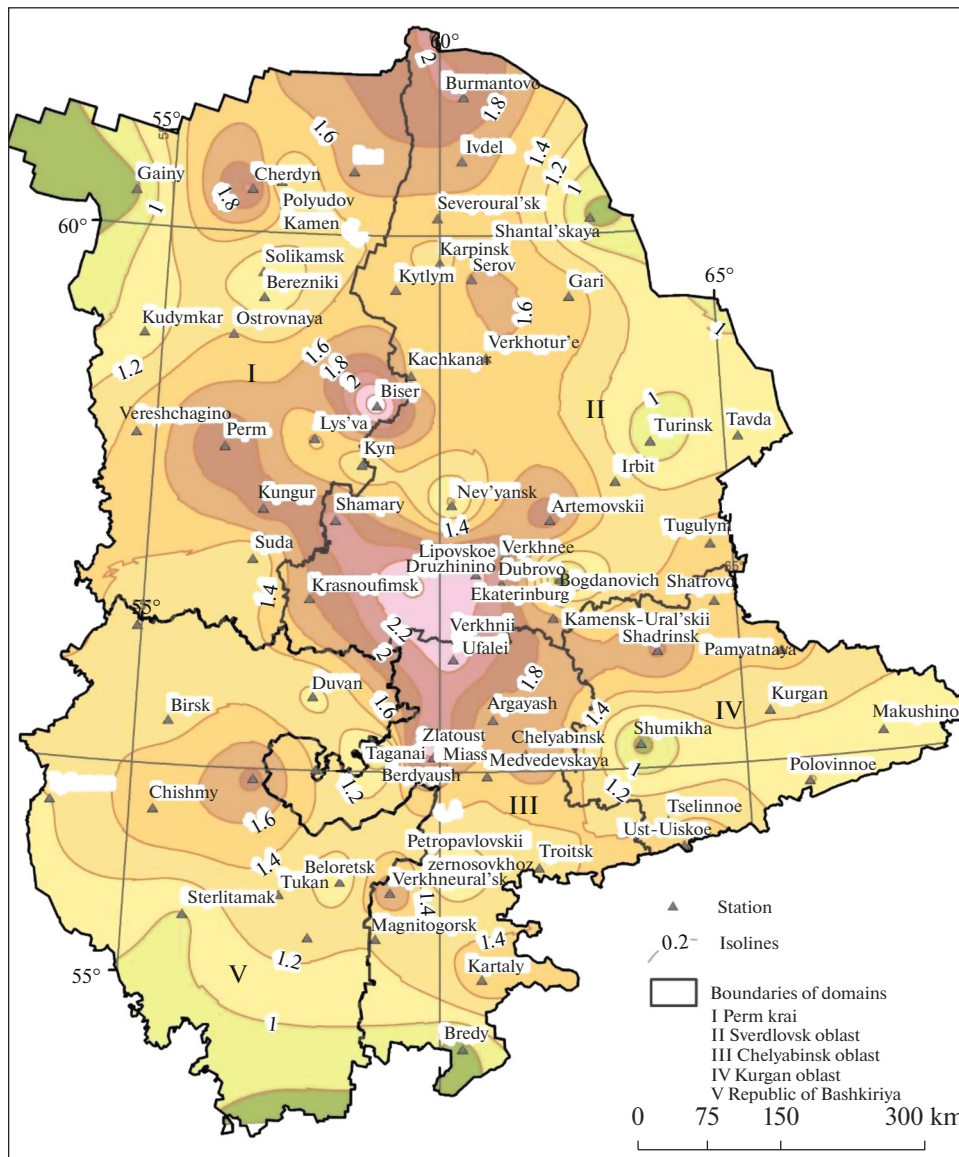 60°
2
Burmantovo
1.8
55°
1.6
Ivdel
1.4
1.2
1
Gainy
Cherdyn
1.8
Polyudov
Kamen
1
Severoural'sk
Shantal'skaya
60°
Karpinsk
Solikamsk
Serov
65°
Kytlym
Gari
Berezniki
1.6
Kudymkar
Ostrovnaya
1
Verkhotur'e
1.6
1.2
1.8
Kachkanar
I
2
Biser
1
II
Vereshchagino
Lys'va
Perm
Turinsk
Tavda
Kyn
Irbit
Kungur
Nev'yansk
Shamary
Artemovskii
1.4
Tugulym
Suda
Lipovskoe
Verkhnee
Druzhinino
Dubrovo
Bogdanovich
Shatrovo
Krasnoufimsk
Ekaterinburg
1.4
55°
Kamensk-Ural'skii
2.2
Verkhnii
Shadrinsk
Ufalei
Pamyatnaya
2
Duvan
1.8
Kurgan
Birsk
1.6
Argayash
1.4
IV
Makushino
Zlatoust
Chelyabinsk
Shumikha
Taganai
Miass
Medvedevskaya
1
Berdyaush
Polovinnoe
1.2
1.2
Chishmy
III
Tselinnoe
1.6
Ust-Uiskoe
Petropavlovskii
1.4
Troitsk
Beloretsk
zernosovkhoz
Tukan
Verkhneural'sk
1.4
Sterlitamak
Station
Magnitogorsk
1.4
0.2
Isolines
1.2
V
55°
Kartaly
Boundaries of domains
I Perm krai
1
II Sverdlovsk oblast
Bredy
III Chelyabinsk oblast
IV Kurgan oblast
V Republic of Bashkiriya
0 75 150 300 km